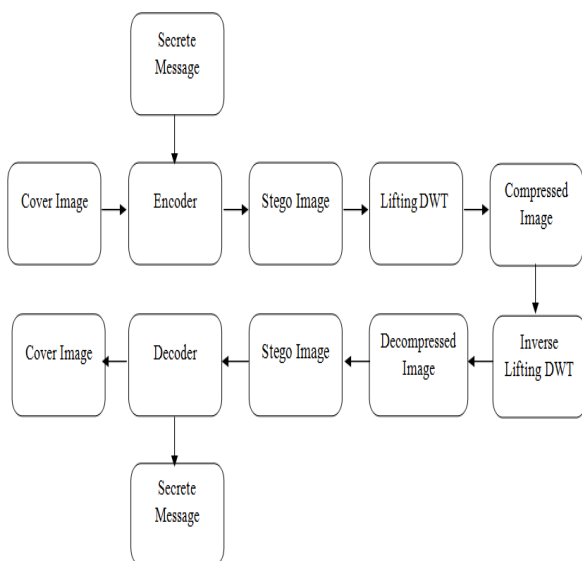 Secrete
Message
Cover Image
Encoder
Stego Image
Lifting DWT
Compressed
Image
Cover Image
Decoder
Stego Image
Decompressed
Image
Inverse
Lifting DWT
Secrete
Message